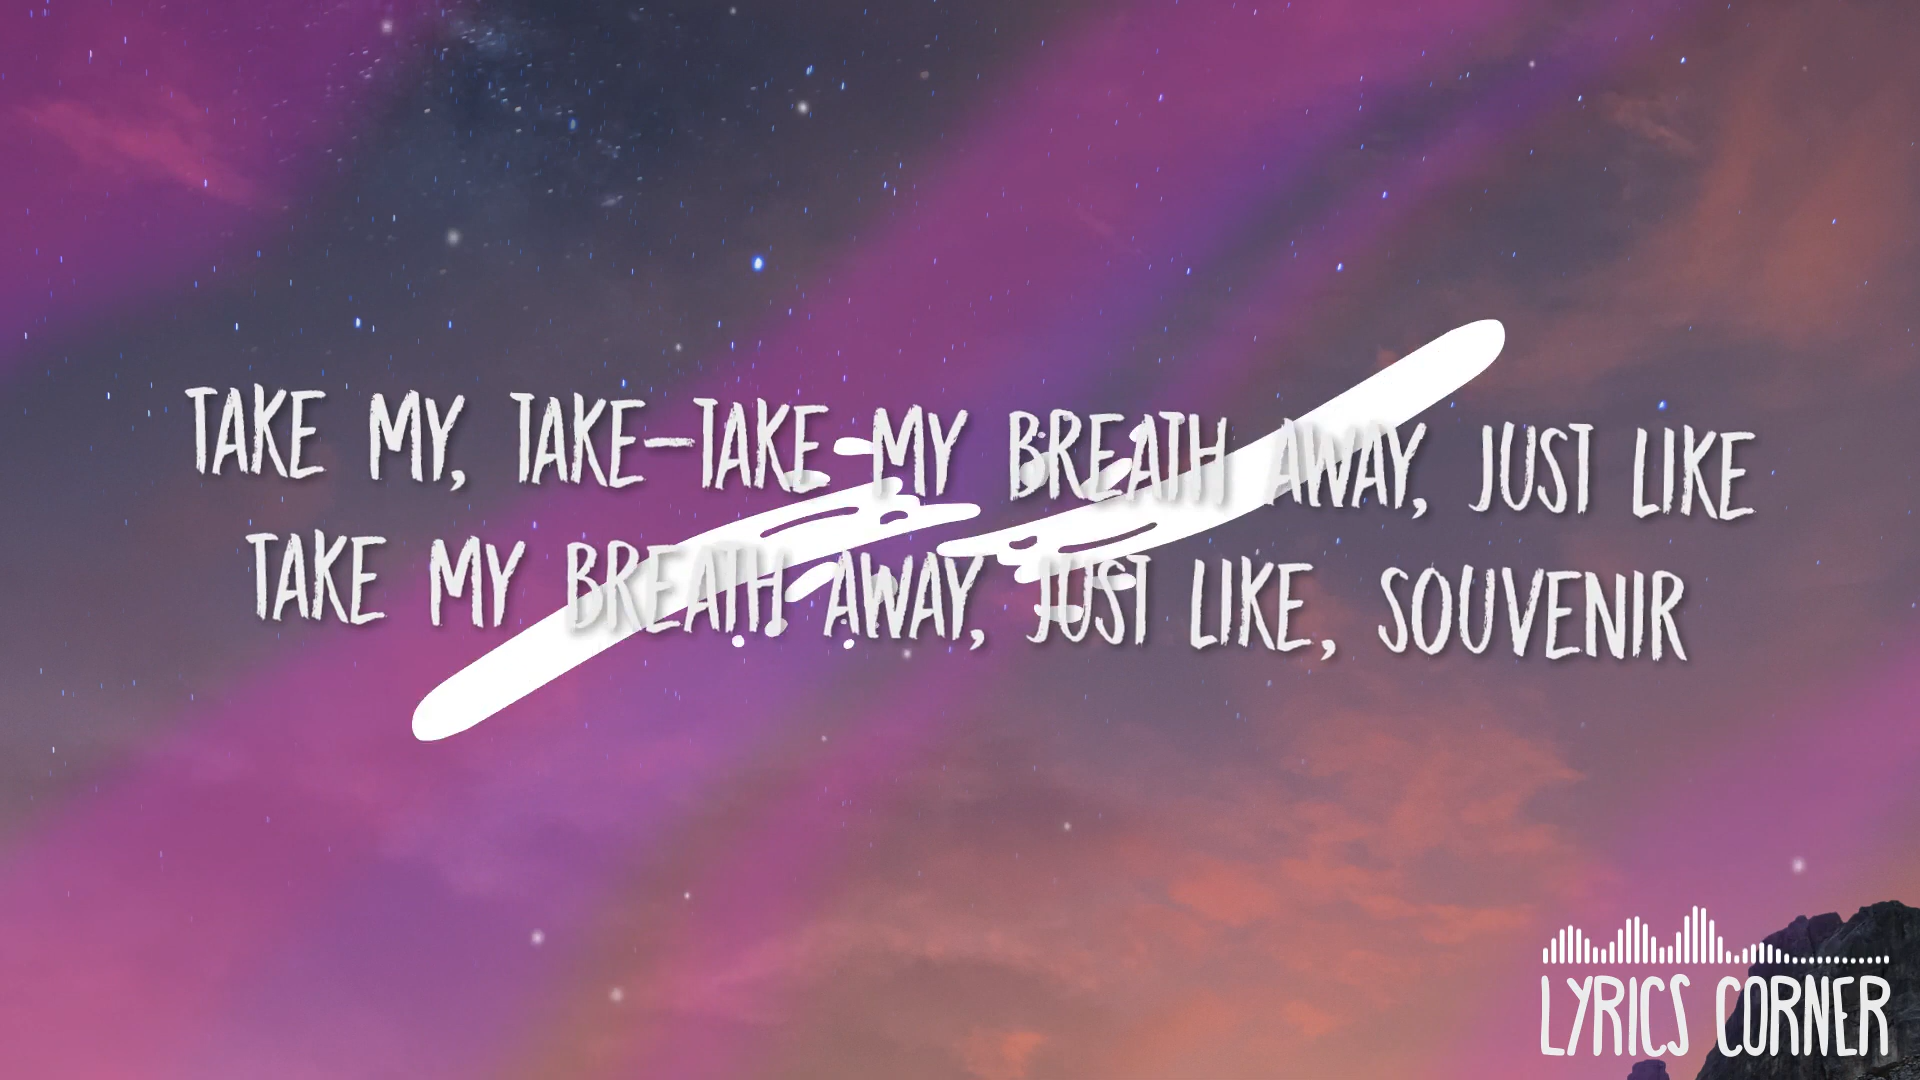 TAKE MY, TAKE-TAKE MY BREATH AWAY, JUST LIKE
TAKE MY BREATH AWAY, JUST LIKE, SOUVENIR
LYRICS CORNER